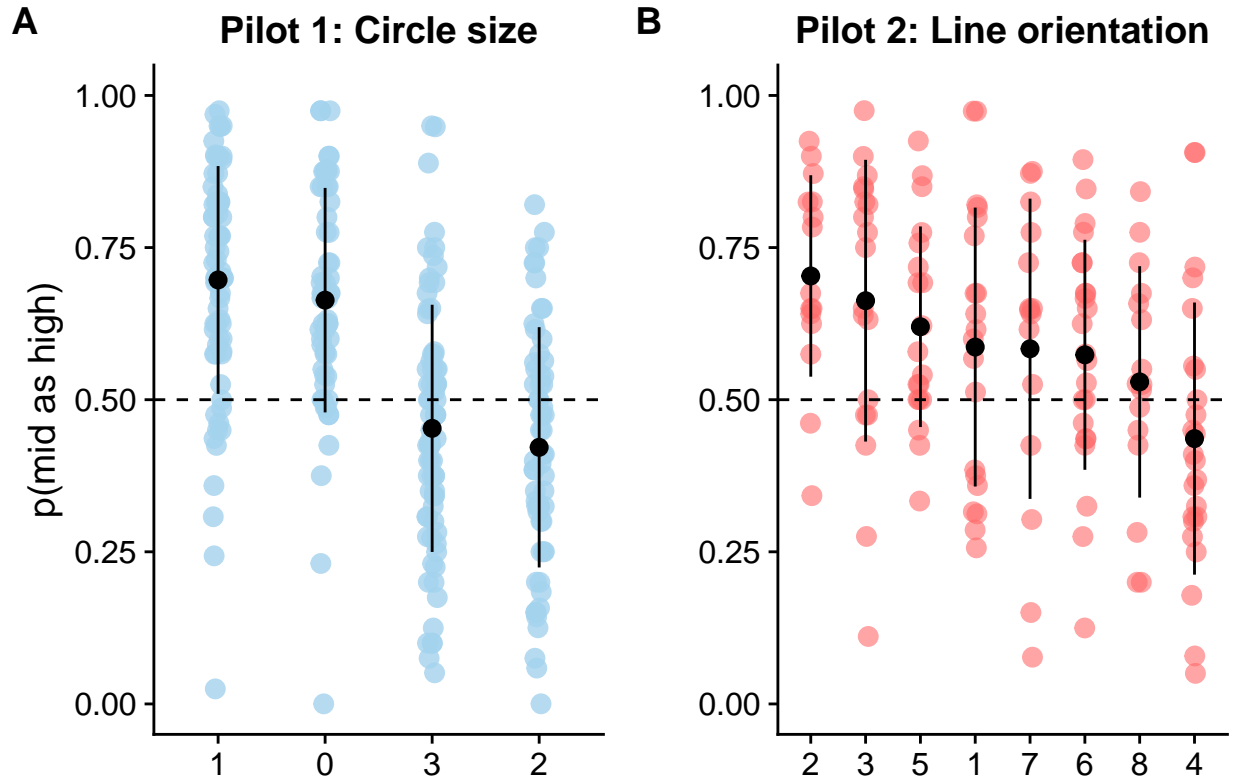 A
Pilot 1: Circle size
p(mid as high)
1.00
0.75
0.50
0.25
0.00
1 0 3 2
B
Pilot 2: Line orientation
1.00
0.75
0.50
0.25
0.00
2 3 5 1 7 6 8 4